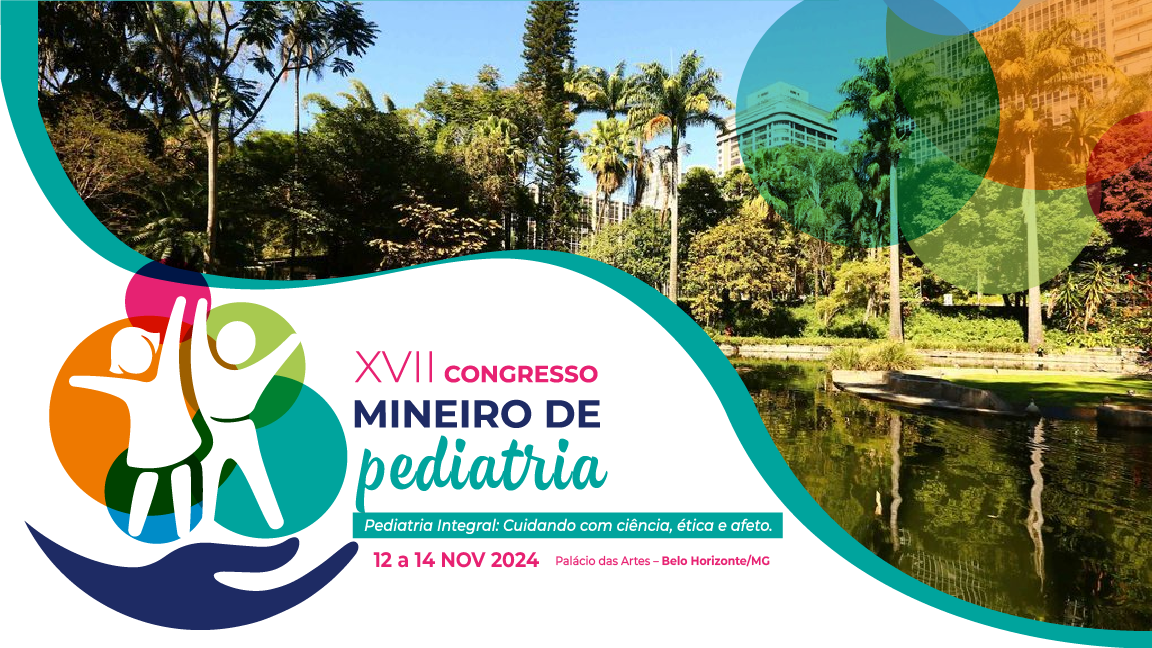 XVII CONGRESSO
MINEIRO DE
pediatria
Pediatria Integral: Cuidando com ciência, ética e afeto.
12 a 14 NOV 2024 Palácio das Artes – Belo Horizonte/MG